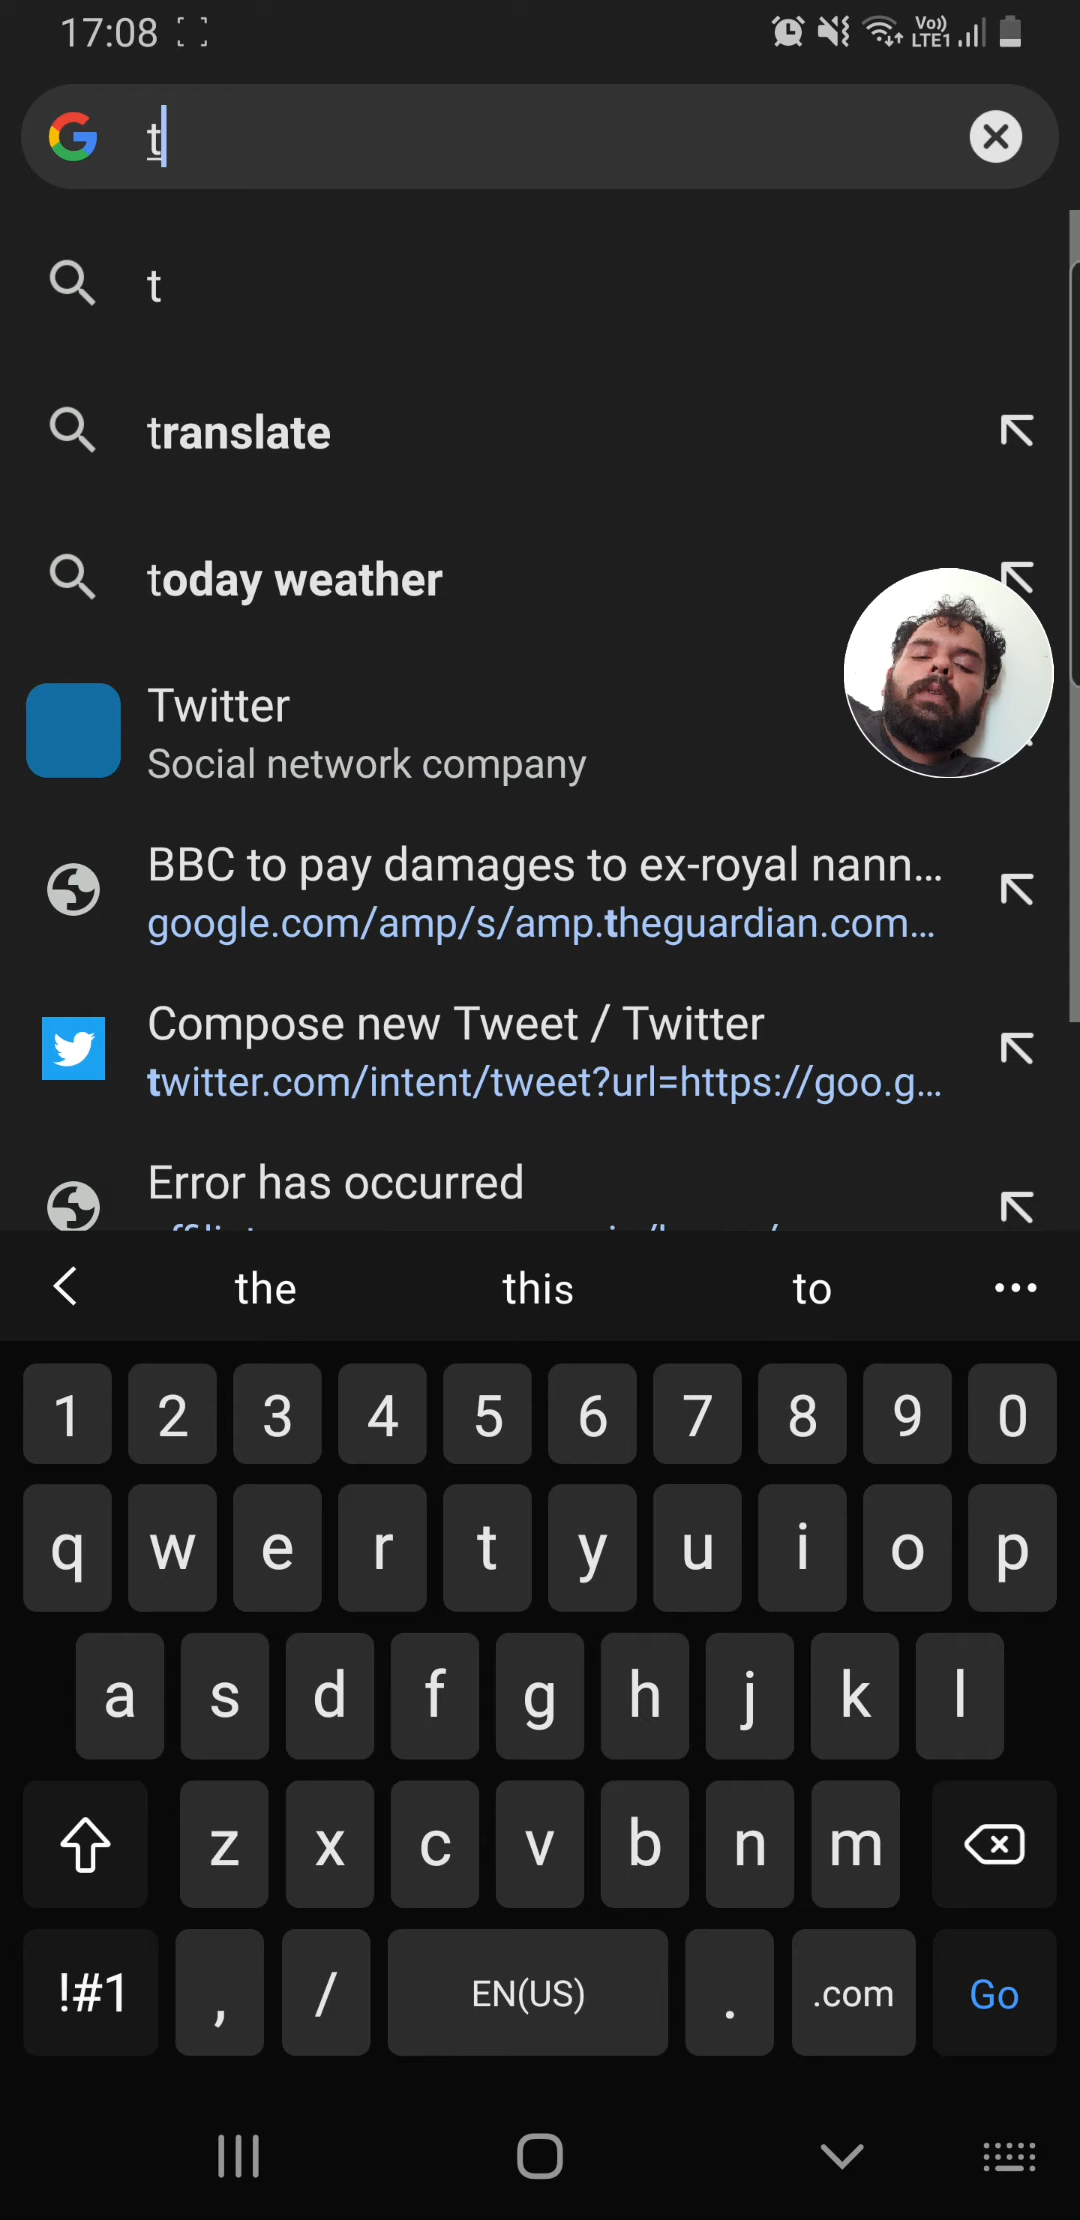 17:08
Vo))
LTE1
t
t
translate
today weather
Twitter
Social network company
BBC to pay damages to ex-royal nann...
google.com/amp/s/amp.theguardian.com...
Compose new Tweet / Twitter
twitter.com/intent/tweet?url=https://goo.g...
Error has occurred
the this to
1 2 3 4 5 6 7 8 9 0
q w e r t y u i o p
a s d f g h j k l
z x c v b n m
!#1 , / EN(US) . .com Go